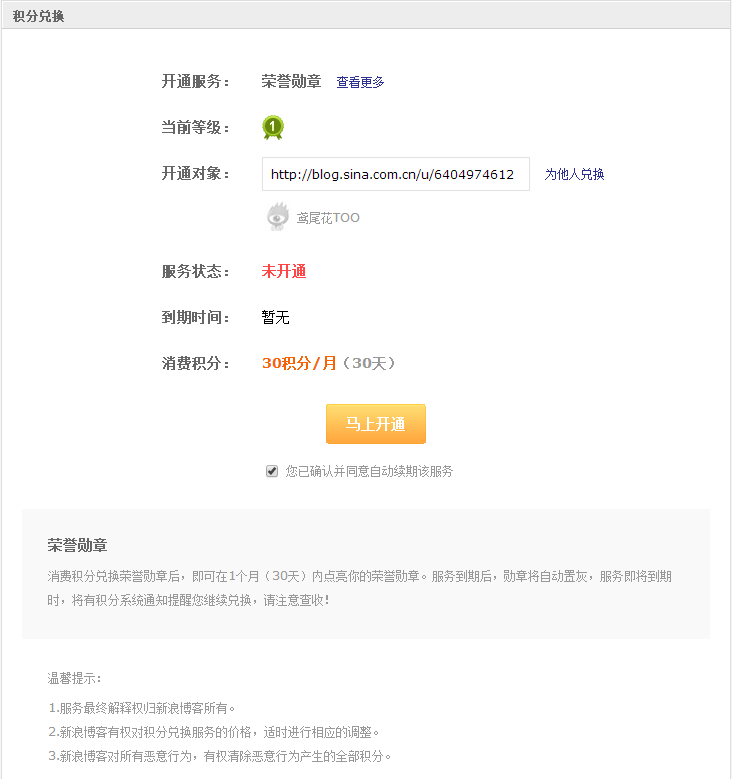 积分兑换
开通服务： 荣誉勋章 查看更多
当前等级： 1
开通对象： http://blog.sina.com.cn/u/6404974612 为他人兑换
鸢尾花TOO
服务状态： 未开通
到期时间： 暂无
消费积分： 30积分/月（30天）
马上开通
您已确认并同意自动续期该服务
荣誉勋章
消费积分兑换荣誉勋章后，即可在1个月（30天）内点亮你的荣誉勋章。服务到期后，勋章将自动置灰，服务即将到期
时，将有积分系统通知提醒您继续兑换，请注意查收！
温馨提示：
1.服务最终解释权归新浪博客所有。
2.新浪博客有权对积分兑换服务的价格，适时进行相应的调整。
3.新浪博客对所有恶意行为，有权清除恶意行为产生的全部积分。